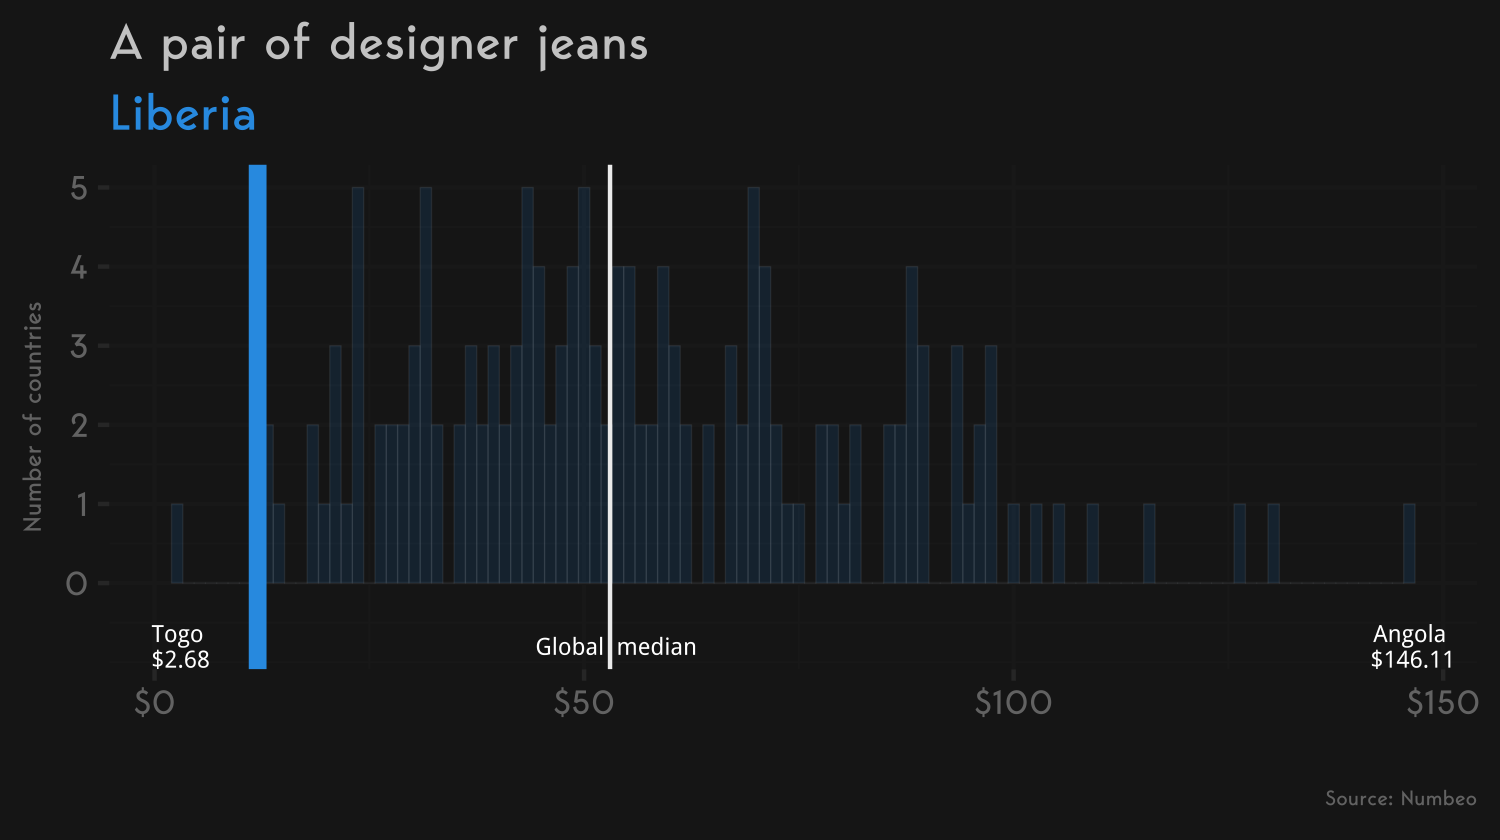 A pair of designer jeans
Liberia
Number of countries
5
4
3
2
1
0
Togo
$2.68
Global median
Angola
$146.11
$0
$50
$100
$150
Source: Numbeo